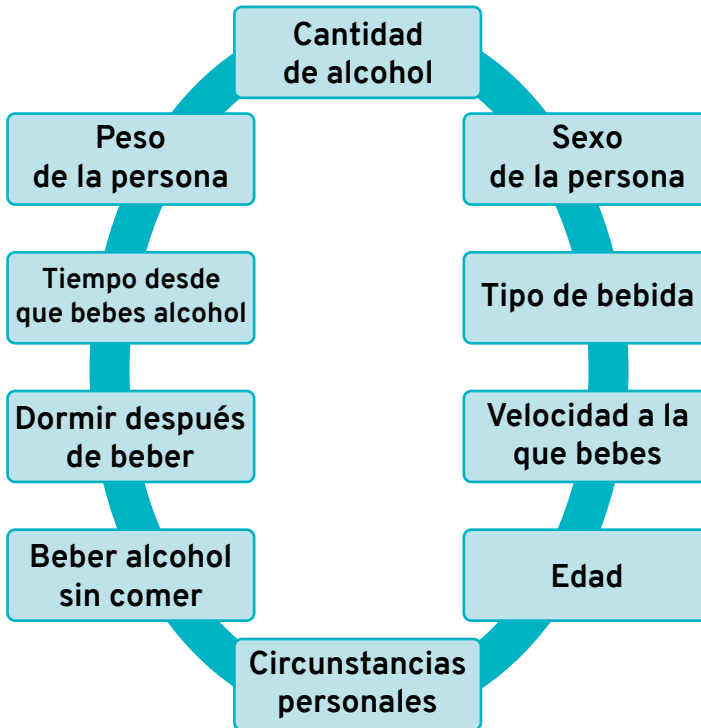 Cantidad
de alcohol
Peso
de la persona
Sexo
de la persona
Tiempo desde
que bebes alcohol
Tipo de bebida
Dormir después
de beber
Velocidad a la
que bebes
Beber alcohol
sin comer
Edad
Circunstancias
personales